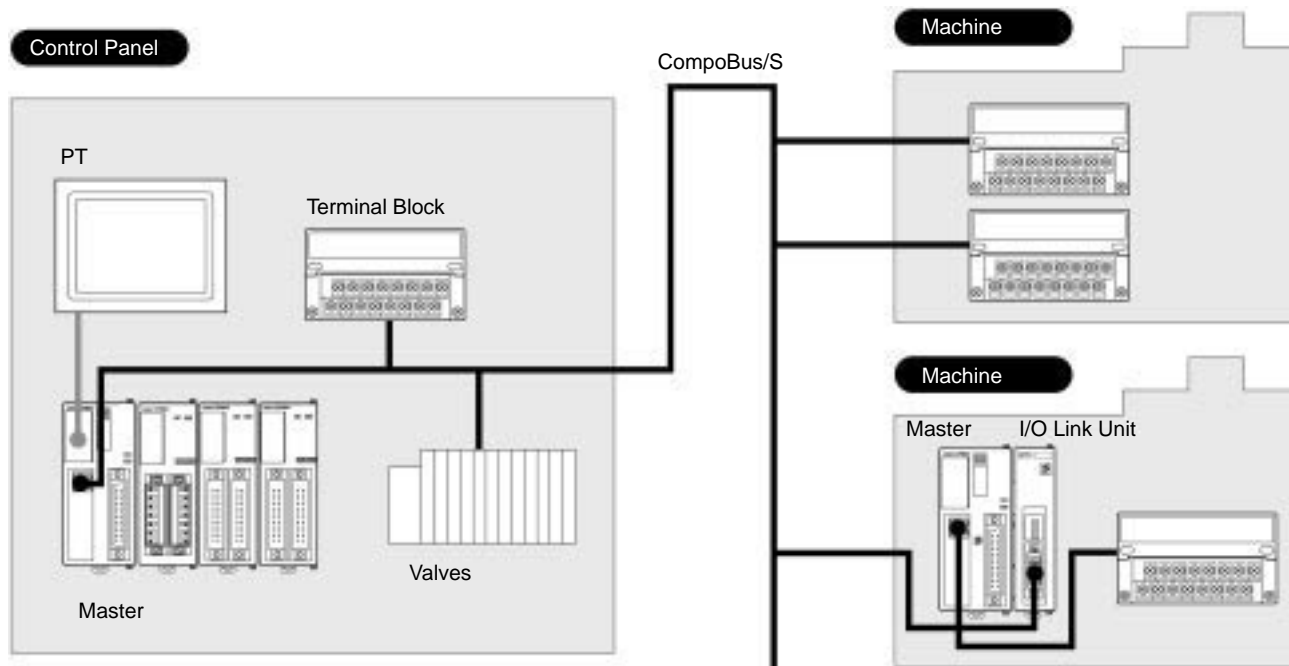 Control Panel
Machine
CompoBus/S
PT
Terminal Block
Machine
Master
I/O Link Unit
Valves
Master